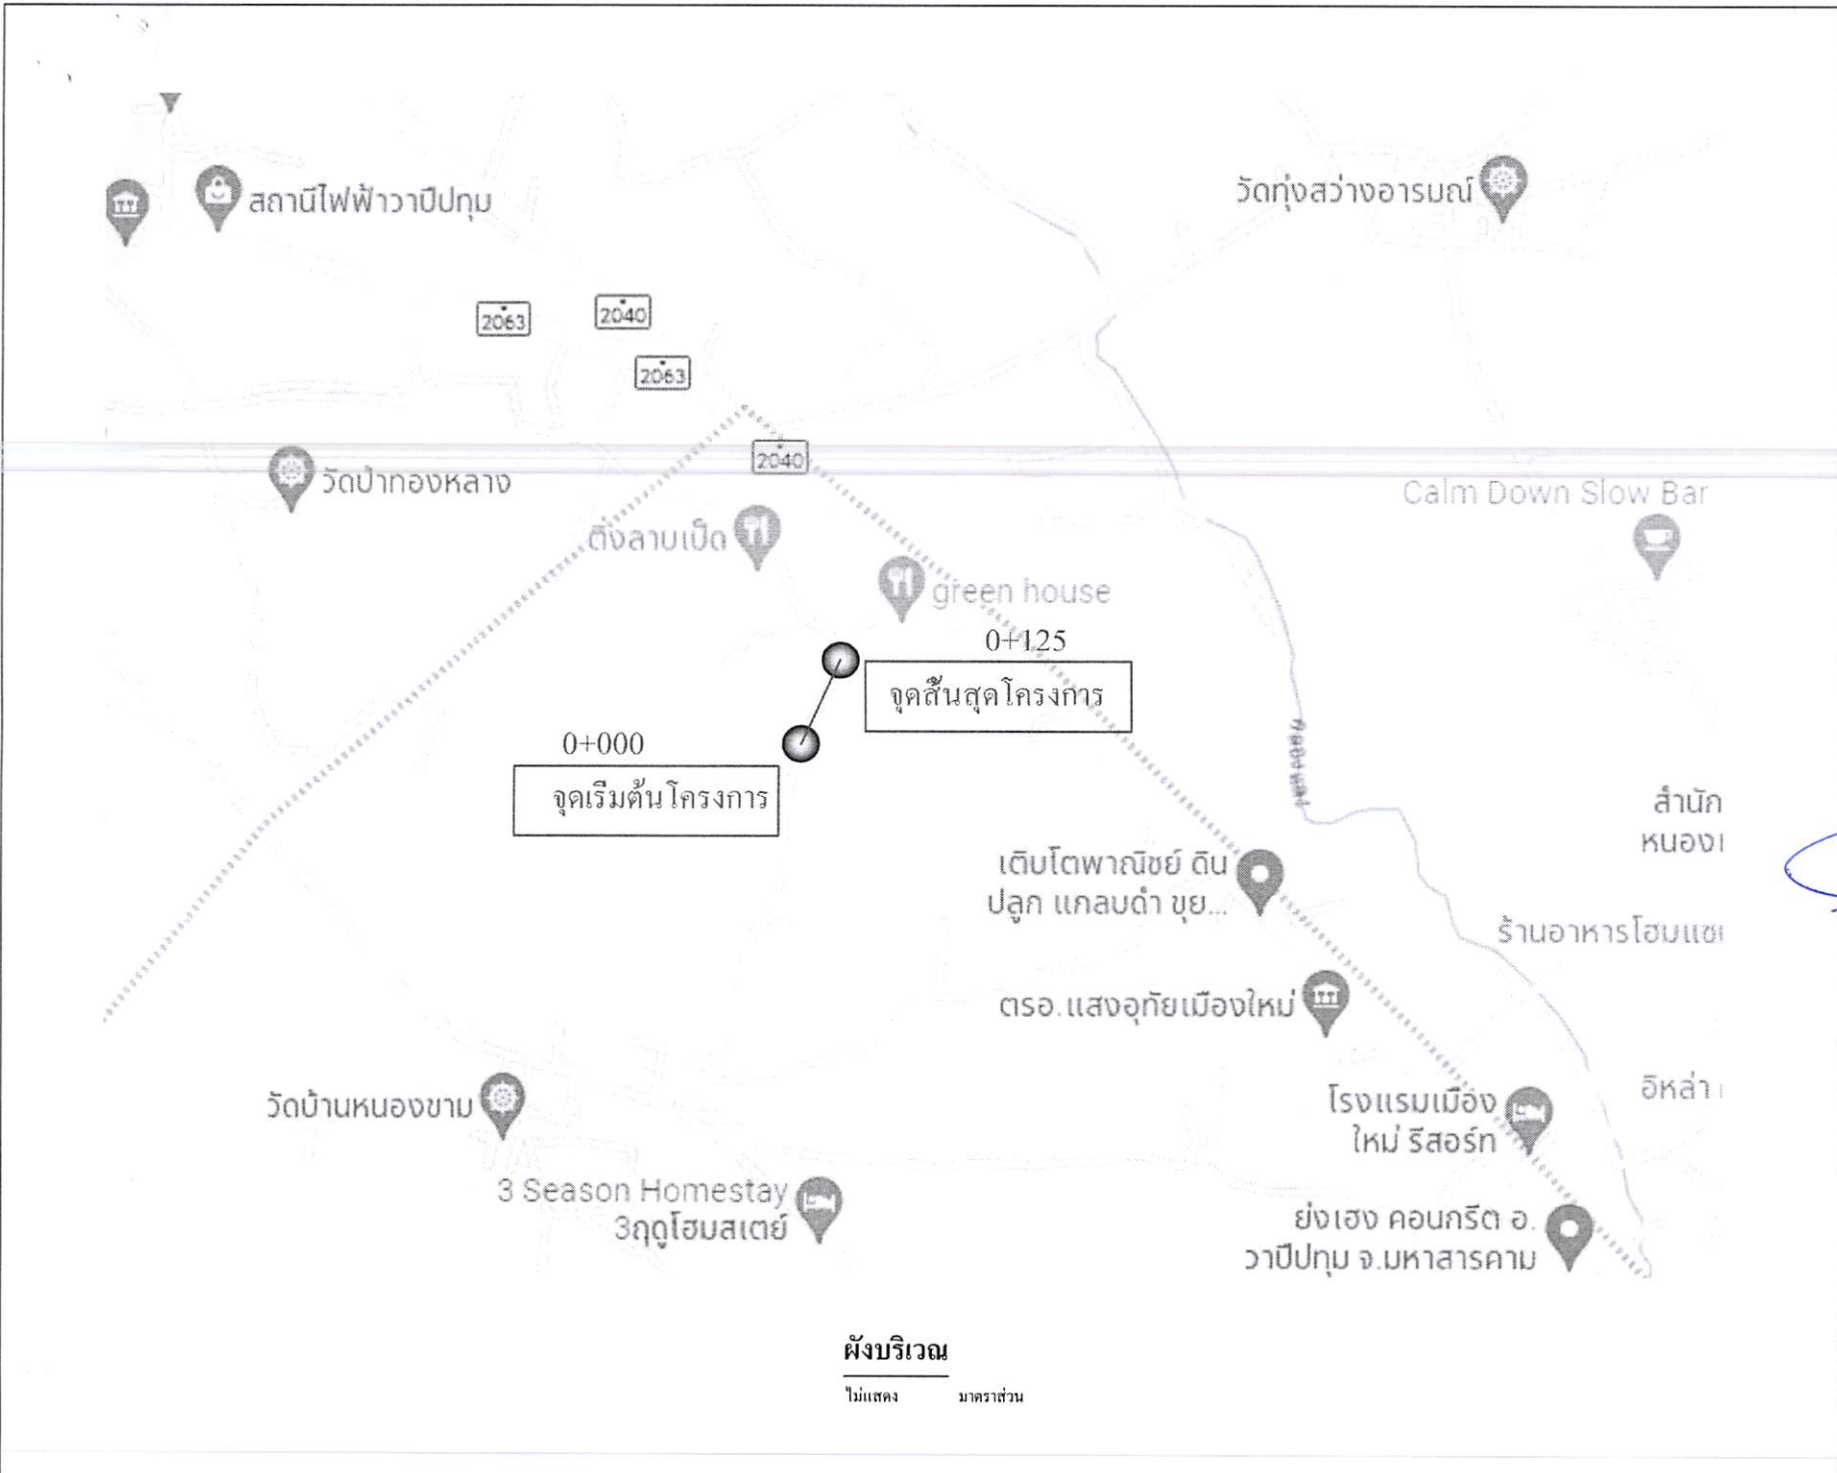 สถานีไฟฟ้าวาปีปทุม
วัดทุ่งสว่างอารมณ์
2063
2040
2063
2040
วัดป่าทองหลาง
Calm Down Slow Bar
ติ่งลาบเป็ด
green house
0+125
จุดสิ้นสุดโครงการ
0+000
จุดเริ่มต้นโครงการ
สำนัก
หนอง
เติบโตพาณิชย์ ดิน
ปลูก แกลบดำ ขุย...
ร้านอาหารโฮมแซ
ตรอ.แสงอุทัยเมืองใหม่
อิหล่า
วัดบ้านหนองขาม
โรงแรมเมือง
ใหม่ รีสอร์ท
3 Season Homestay
3ฤดูโฮมสเตย์
ย่งเฮง คอนกรีต อ.
วาปีปทุม จ.มหาสารคาม
ผังบริเวณ
ไม่แสดง มาตราส่วน